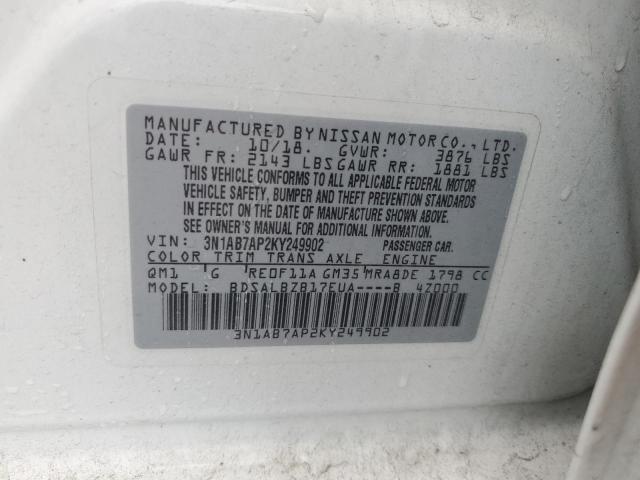 MANUFACTURED BY NISSAN MOTOR CO., LTD.
DATE: 10/18. GVWR: 3876 LBS
GAWR FR: 2143 LBS GAWR RR: 1881 LBS
THIS VEHICLE CONFORMS TO ALL APPLICABLE FEDERAL MOTOR
VEHICLE SAFETY, BUMPER, AND THEFT PREVENTION STANDARDS
IN EFFECT ON THE DATE OF MANUFACTURE SHOWN ABOVE.
SEE OWNER'S MANUAL FOR ADDITIONAL INFORMATION.
VIN: 3N1AB7AP2KY249902 PASSENGER CAR.
COLOR TRIM TRANS AXLE ENGINE
QM1 G RE0F11A GM35 MRA8DE 1798 CC
MODEL: BDSALBZB17EUA----B 4Z000
3N1AB7AP2KY249902